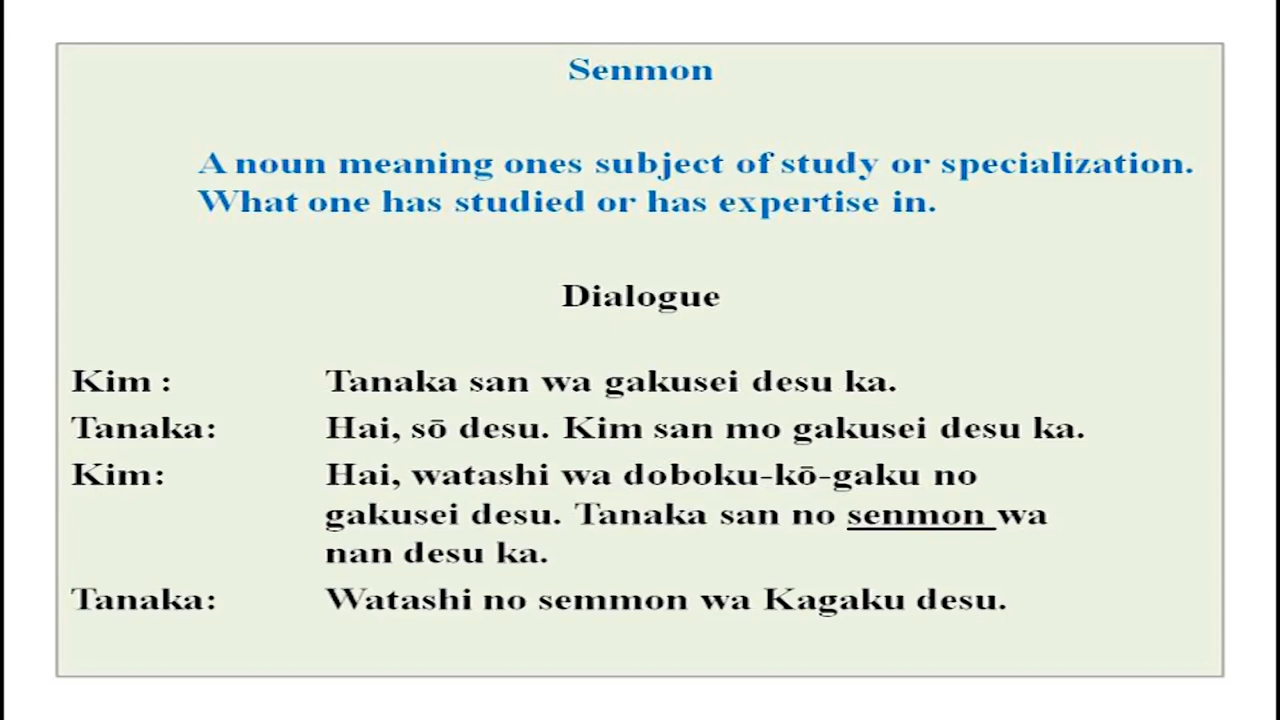 Senmon
A noun meaning ones subject of study or specialization.
What one has studied or has expertise in.
Dialogue
Kim : Tanaka san wa gakusei desu ka.
Tanaka: Hai, sō desu. Kim san mo gakusei desu ka.
Kim: Hai, watashi wa doboku-kō-gaku no
gakusei desu. Tanaka san no senmon wa
nan desu ka.
Tanaka: Watashi no semmon wa Kagaku desu.